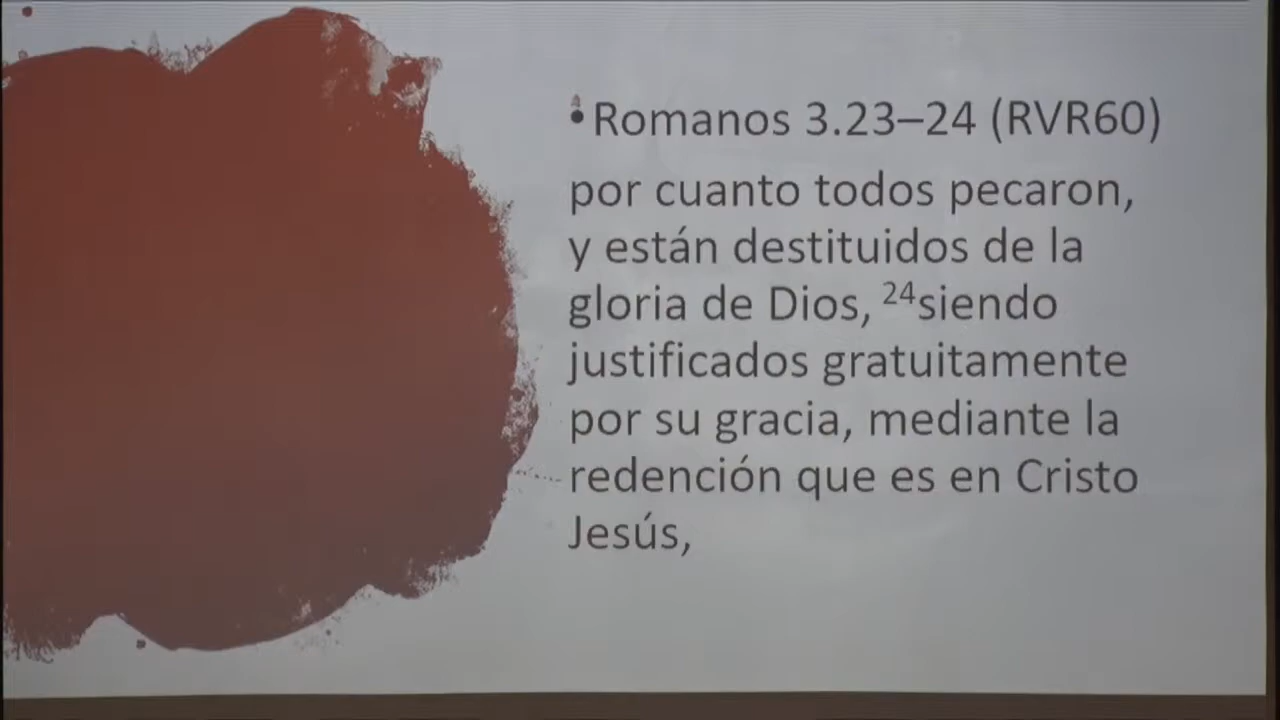 • Romanos 3.23–24 (RVR60)
por cuanto todos pecaron,
y están destituidos de la
gloria de Dios, ²⁴siendo
justificados gratuitamente
por su gracia, mediante la
redención que es en Cristo
Jesús,